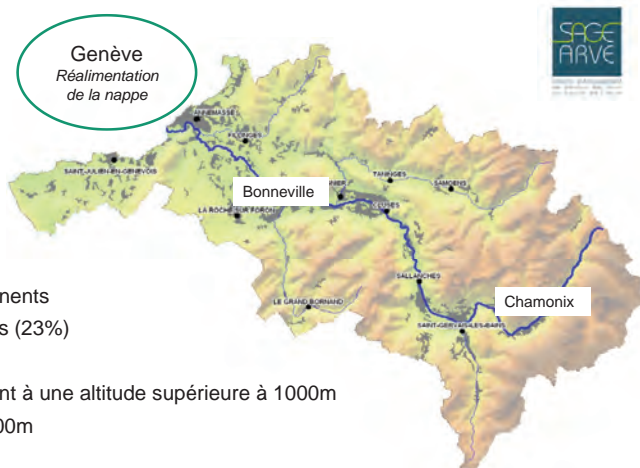 Genève
Réalimentation
de la nappe
SAGE
ARVE
ANNEMASSE
FILLINGES
SAINT-JULIEN-EN-GENEVOIS
Bonneville
TANINGES
SAMOENS
LA ROCHE SUR FORON
CLUSES
SALLANCHES
Chamonix
LE GRAND BORNAND
SAINT-GERVAIS-LES-BAINS
nents
s (23%)
nt à une altitude supérieure à 1000m
00m